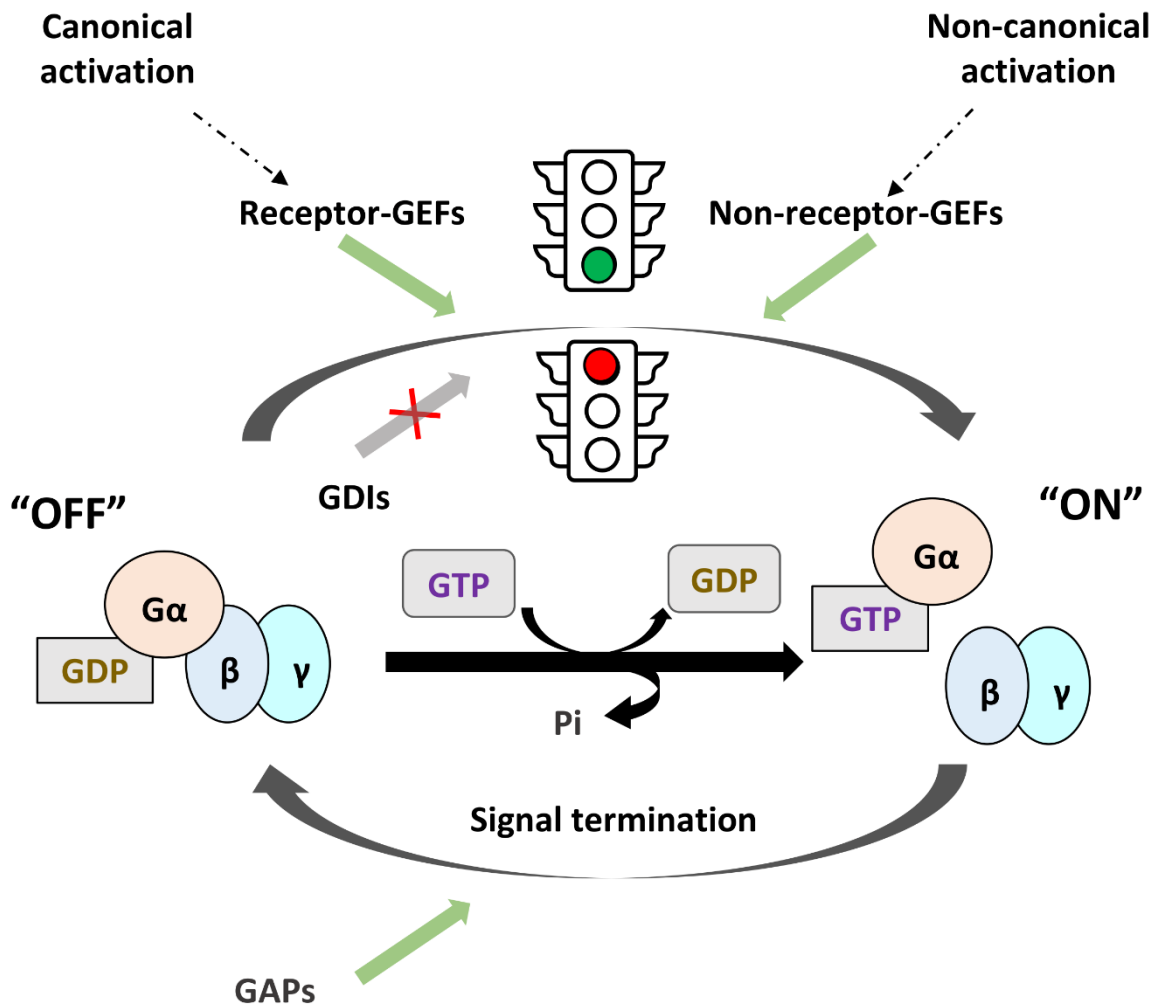 Canonical
activation
Non-canonical
activation
Receptor-GEFs
Non-receptor-GEFs
GDIs
“OFF”
“ON”
Gα
GDP
β
γ
GTP
GDP
Pi
Gα
GTP
β
γ
Signal termination
GAPs